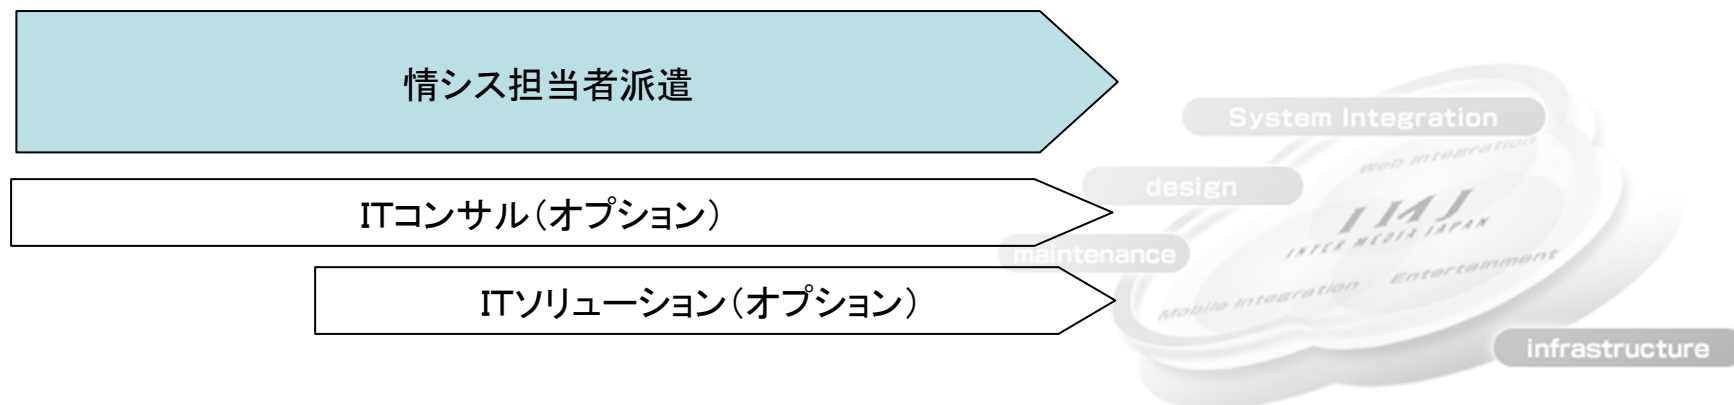 情シス担当者派遣
ITコンサル（オプション）
ITソリューション（オプション）
System Integration
Web Integration
design
IMJ
INTER MEDIA JAPAN
maintenance
Entertainment
Mobile Integration
infrastructure